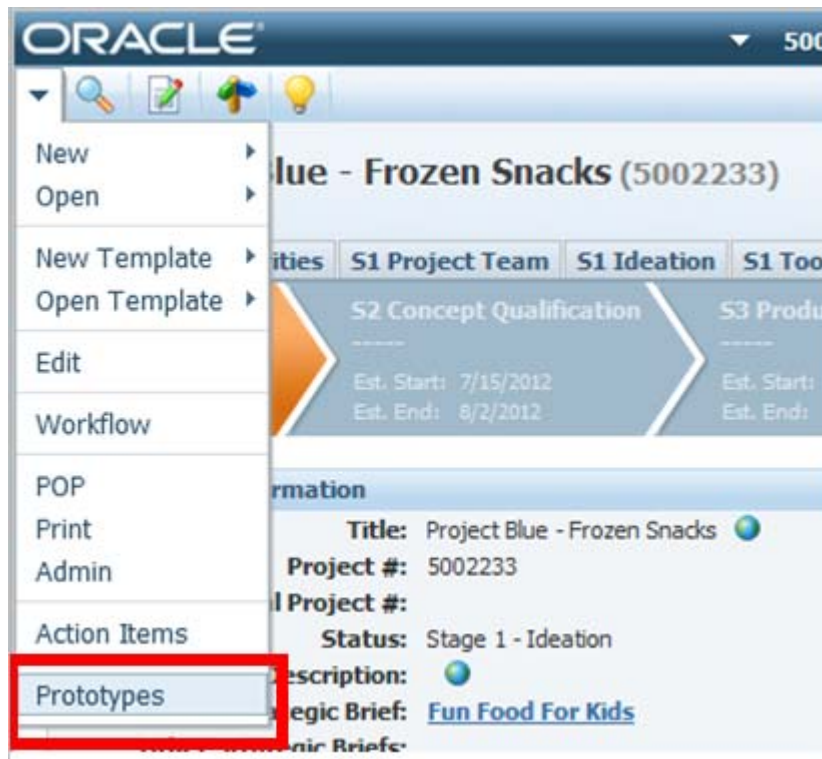 ORACLE
500
New
Open
lue - Frozen Snacks (5002233)
New Template
Open Template
ities S1 Project Team S1 Ideation S1 Too
S2 Concept Qualification S3 Produ
----- -----
Est. Start: 7/15/2012 Est. Start:
Est. End: 8/2/2012 Est. End:
Edit
Workflow
POP
Print
Admin
rmation
Title: Project Blue - Frozen Snacks
Project #: 5002233
l Project #:
Action Items
Status: Stage 1 - Ideation
Description:
Prototypes
egic Brief: Fun Food For Kids
egic Briefs: